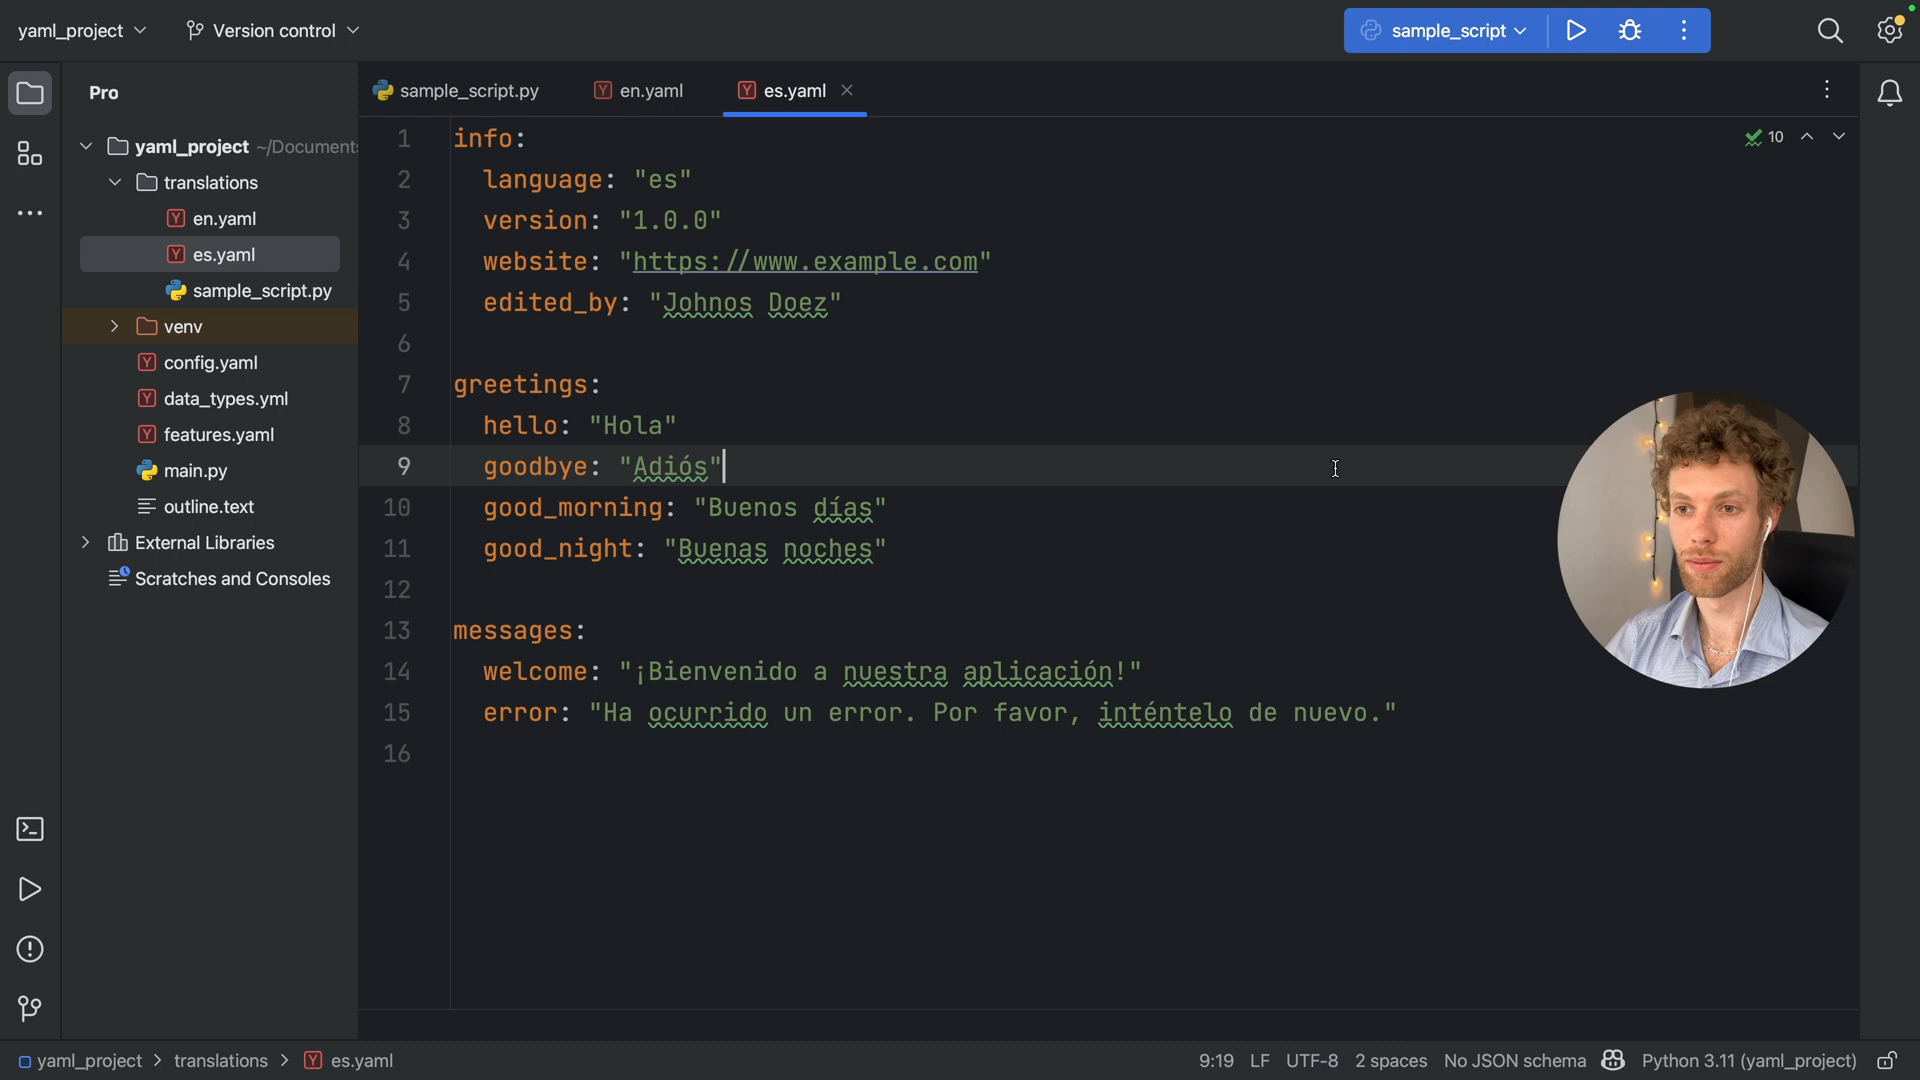 yaml_project
Version control
sample_script
Pro
sample_script.py
en.yaml
es.yaml
yaml_project ~/Documents
translations
en.yaml
es.yaml
sample_script.py
venv
config.yaml
data_types.yml
features.yaml
main.py
outline.text
External Libraries
Scratches and Consoles
10
1 info:
2 language: "es"
3 version: "1.0.0"
4 website: "https://www.example.com"
5 edited_by: "Johnos Doez"
6
7 greetings:
8 hello: "Hola"
9 goodbye: "Adiós"
10 good_morning: "Buenos días"
11 good_night: "Buenas noches"
12
13 messages:
14 welcome: "¡Bienvenido a nuestra aplicación!"
15 error: "Ha ocurrido un error. Por favor, inténtelo de nuevo."
16
yaml_project > translations > es.yaml
9:19 LF UTF-8 2 spaces No JSON schema Python 3.11 (yaml_project)